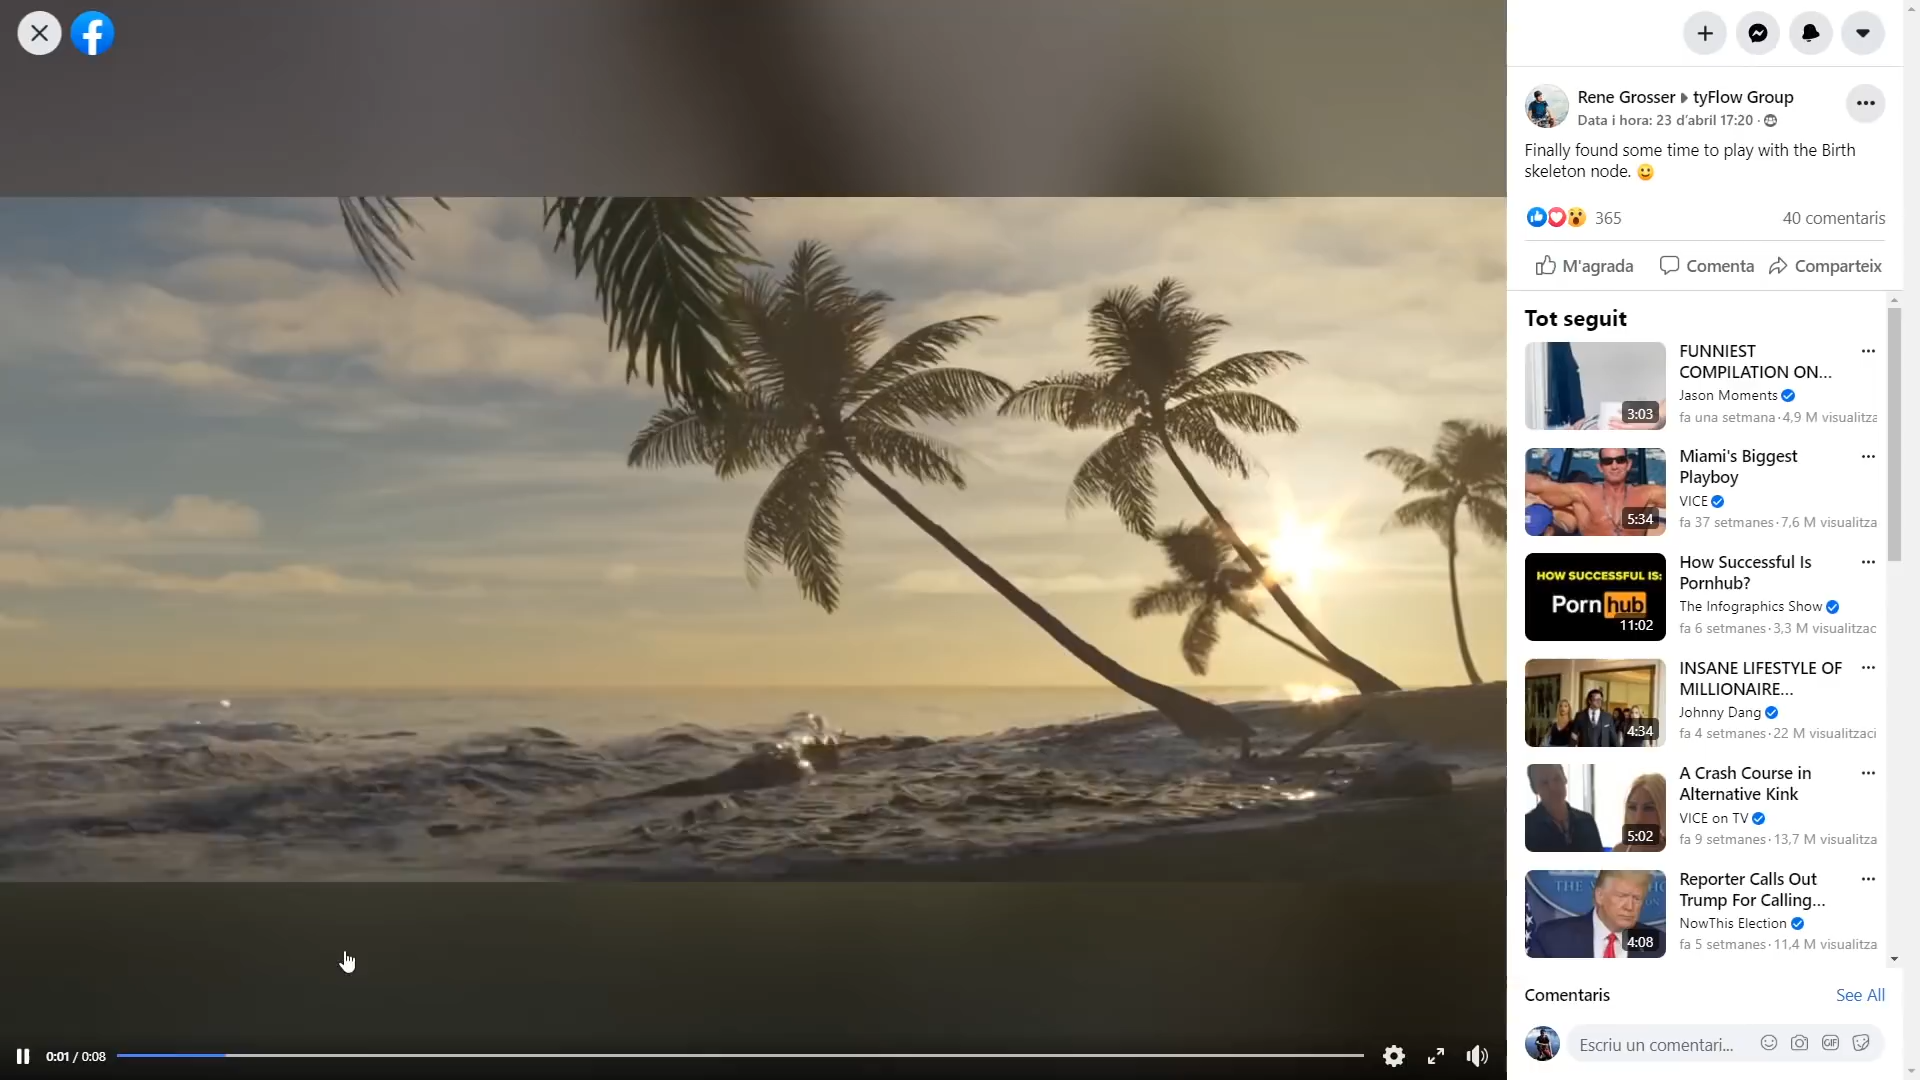 Rene Grosser ▸ tyFlow Group
Data i hora: 23 d'abril 17:20 ·
Finally found some time to play with the Birth
skeleton node. 🙂
365
40 comentaris
M'agrada
Comenta
Comparteix
Tot seguit
FUNNIEST
COMPILATION ON...
Jason Moments
fa una setmana · 4,9 M visualitza
3:03
Miami's Biggest
Playboy
VICE
fa 37 setmanes · 7,6 M visualitza
5:34
HOW SUCCESSFUL IS:
Porn hub
11:02
How Successful Is
Pornhub?
The Infographics Show
fa 6 setmanes · 3,3 M visualitzac
INSANE LIFESTYLE OF
MILLIONAIRE...
Johnny Dang
fa 4 setmanes · 22 M visualitzaci
4:34
A Crash Course in
Alternative Kink
VICE on TV
fa 9 setmanes · 13,7 M visualitza
5:02
Reporter Calls Out
Trump For Calling...
NowThis Election
fa 5 setmanes · 11,4 M visualitza
THE
4:08
Comentaris
See All
Escriu un comentari...
GIF
0:01 / 0:08